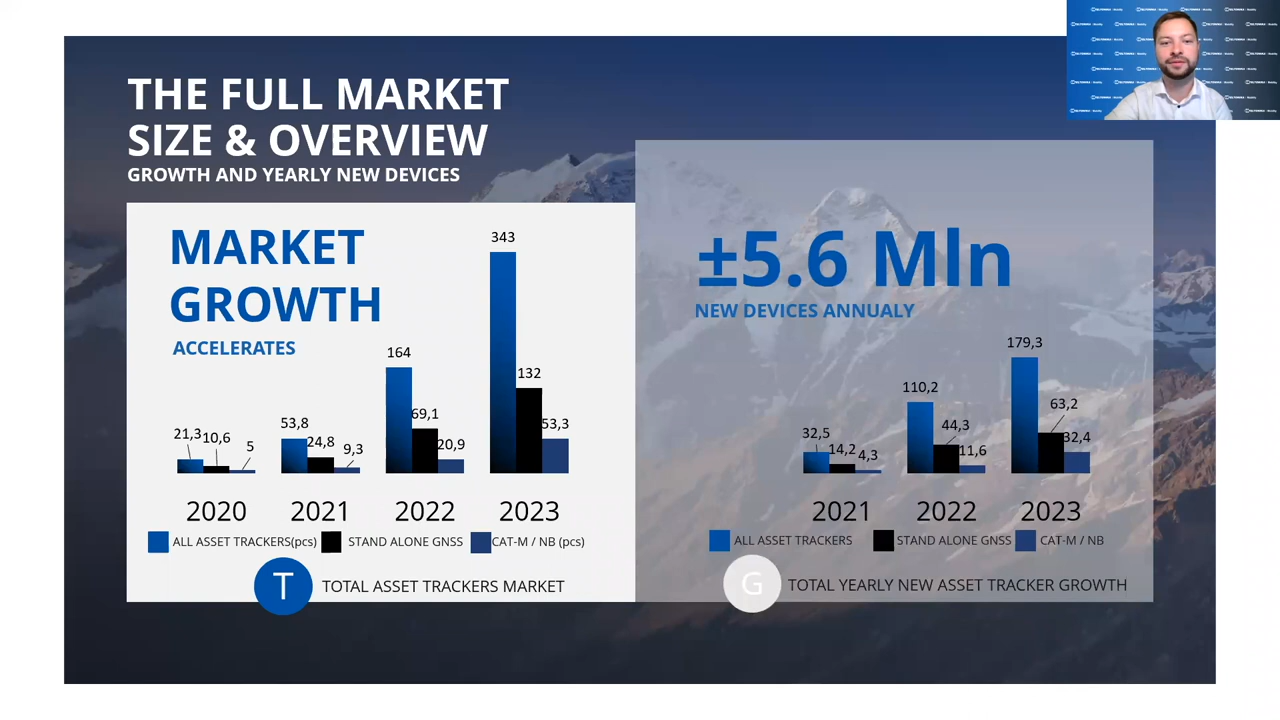 THE FULL MARKET
SIZE & OVERVIEW
GROWTH AND YEARLY NEW DEVICES
MARKET
GROWTH
ACCELERATES
343
164
132
69,1
53,8
53,3
21,3
10,6
5
24,8
9,3
20,9
2020
2021
2022
2023
ALL ASSET TRACKERS(pcs)
STAND ALONE GNSS
CAT-M / NB (pcs)
T
TOTAL ASSET TRACKERS MARKET
±5.6 Mln
NEW DEVICES ANNUALY
179,3
110,2
63,2
44,3
32,5
32,4
14,2
4,3
11,6
2021
2022
2023
ALL ASSET TRACKERS
STAND ALONE GNSS
CAT-M / NB
G
TOTAL YEARLY NEW ASSET TRACKER GROWTH